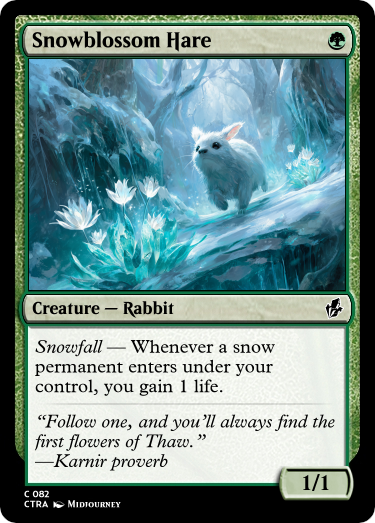 Snowblossom Hare
Creature — Rabbit
Snowfall — Whenever a snow
permanent enters under your
control, you gain 1 life.
“Follow one, and you’ll always find the
first flowers of Thaw.”
—Karnir proverb
1/1
C 082
CTRA Midjourney